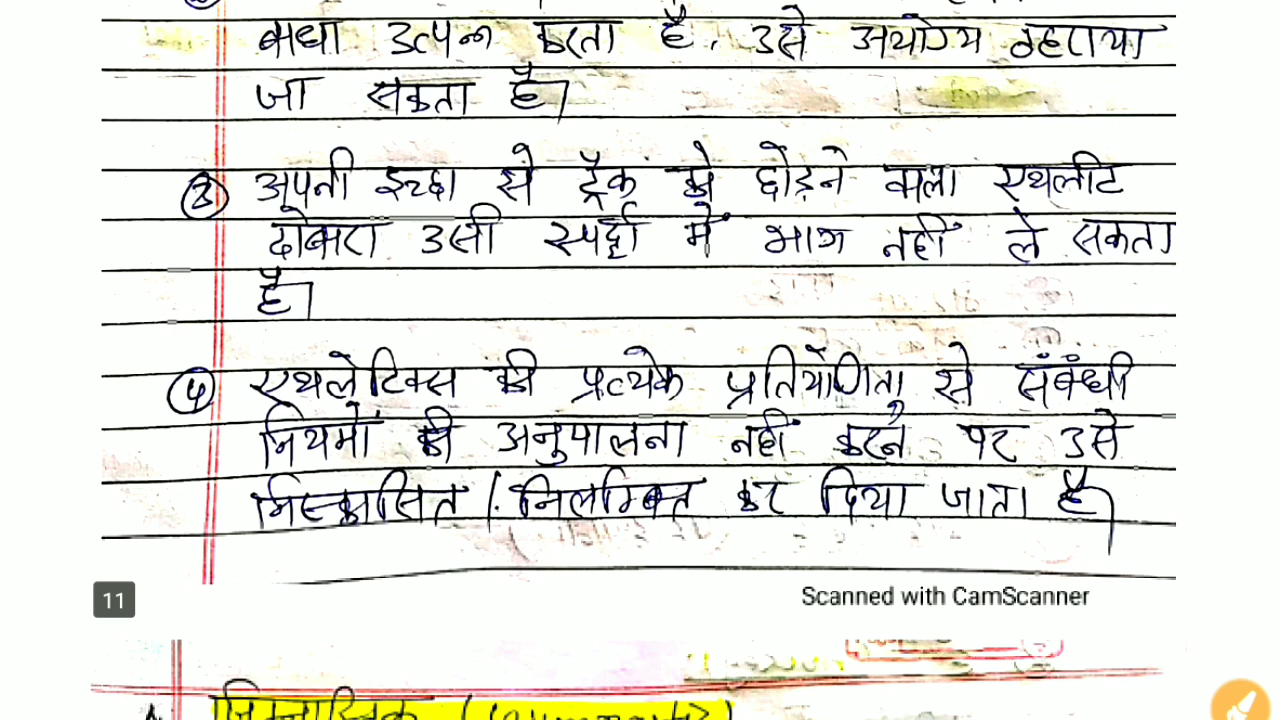 बाधा उत्पन्न करता है, उसे अयोग्य ठहराया
जा सकता है।
③ अपनी इच्छा से ट्रैक को छोड़ने वाला एथलीट
दोबारा उसी स्पर्द्धा में भाग नहीं ले सकता
है।
④ एथलेटिक्स की प्रत्येक प्रतियोगिता से संबंधी
नियमों की अनुपालना नहीं करने पर उसे
निस्कासित / निलम्बित कर दिया जाता है।
11
Scanned with CamScanner